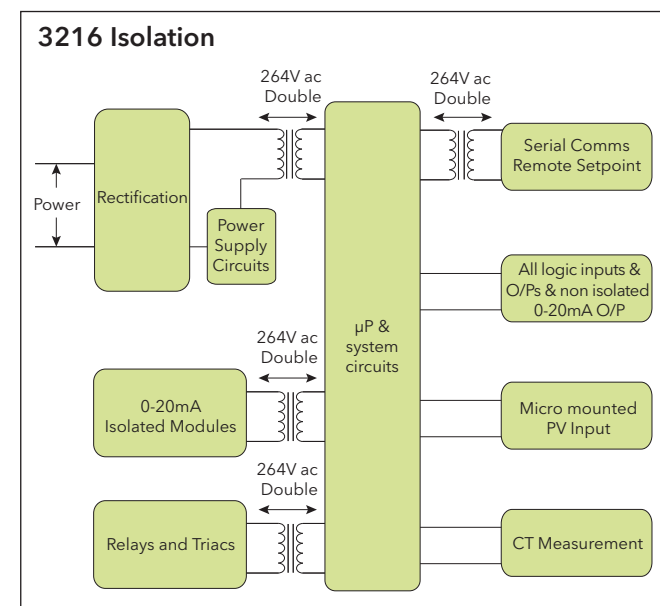 3216 Isolation
264V ac
Double
264V ac
Double
Power
Rectification
Power
Supply
Circuits
Serial Comms
Remote Setpoint
All logic inputs &
O/Ps & non isolated
0-20mA O/P
µP &
system
circuits
264V ac
Double
0-20mA
Isolated Modules
Micro mounted
PV Input
264V ac
Double
Relays and Triacs
CT Measurement